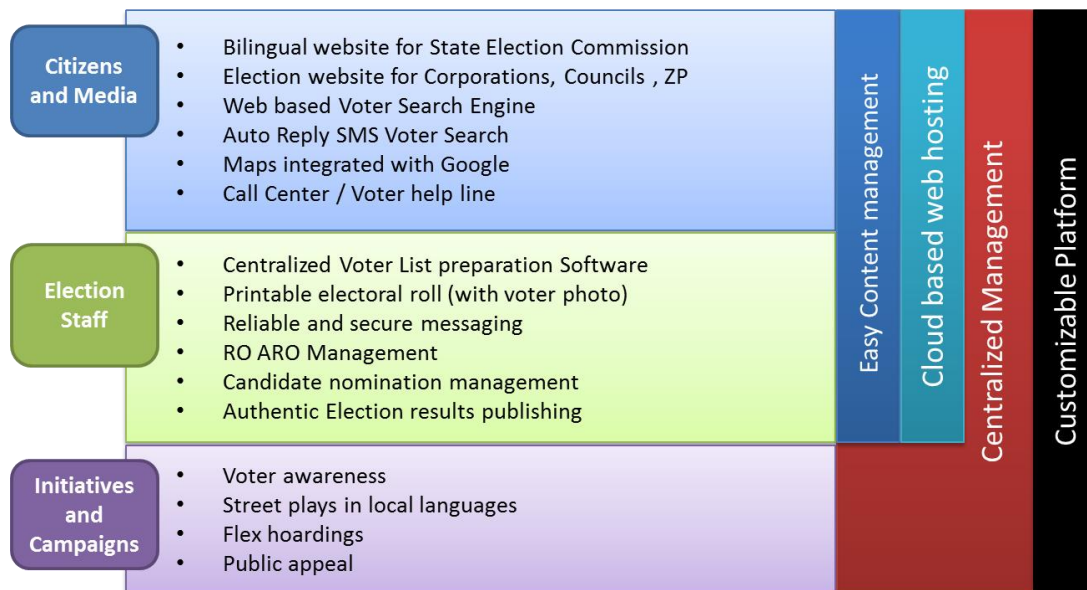 Citizens
and Media
• Bilingual website for State Election Commission
• Election website for Corporations, Councils , ZP
• Web based Voter Search Engine
• Auto Reply SMS Voter Search
• Maps integrated with Google
• Call Center / Voter help line
Election
Staff
• Centralized Voter List preparation Software
• Printable electoral roll (with voter photo)
• Reliable and secure messaging
• RO ARO Management
• Candidate nomination management
• Authentic Election results publishing
Initiatives
and
Campaigns
• Voter awareness
• Street plays in local languages
• Flex hoardings
• Public appeal
Easy Content management
Cloud based web hosting
Centralized Management
Customizable Platform